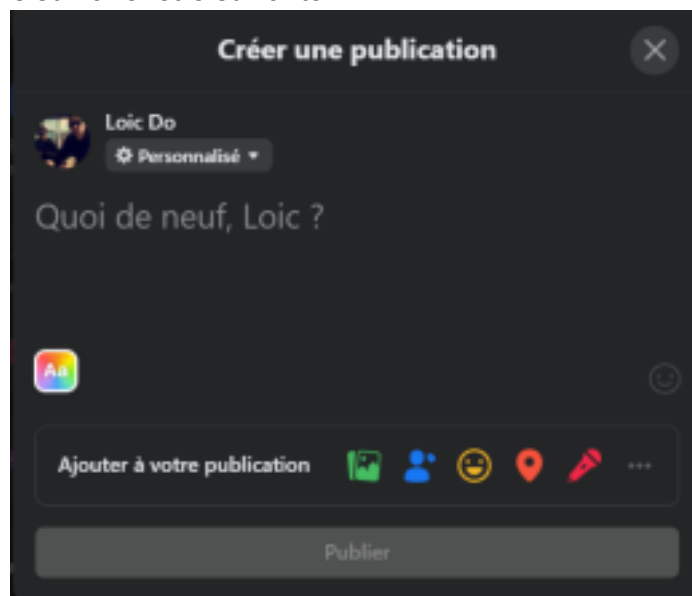 Créer une publication
Loic Do
Personnalisé
Quoi de neuf, Loic ?
Aa
Ajouter à votre publication
Publier